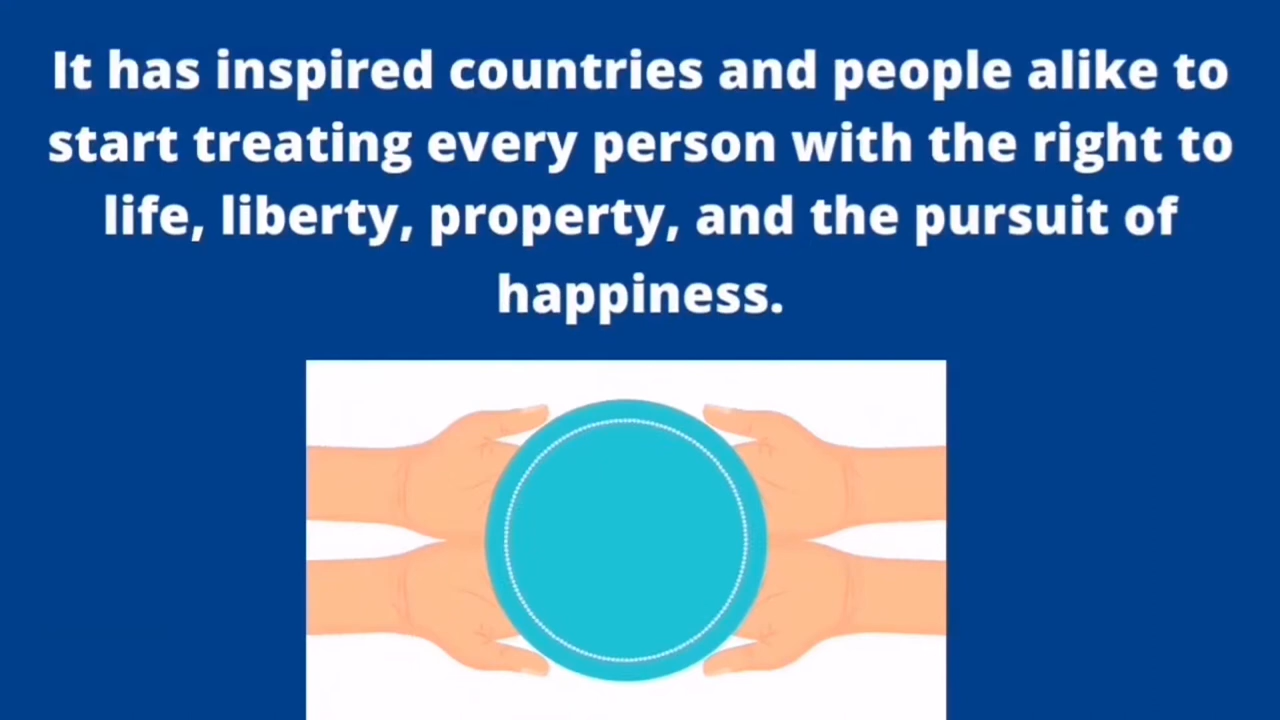 It has inspired countries and people alike to
start treating every person with the right to
life, liberty, property, and the pursuit of
happiness.